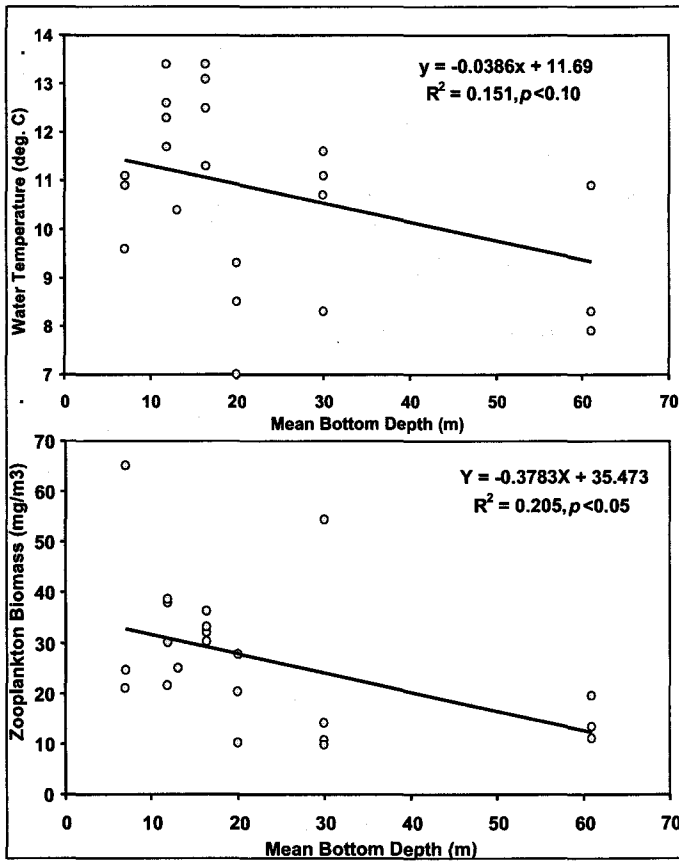 14
13
12
11
10
9
8
7
Water Temperature (deg. C)
y = -0.0386x + 11.69
R² = 0.151, p<0.10
0 10 20 30 40 50 60 70
Mean Bottom Depth (m)
70
60
50
40
30
20
10
0
Zooplankton Biomass (mg/m3)
Y = -0.3783X + 35.473
R² = 0.205, p<0.05
0 10 20 30 40 50 60 70
Mean Bottom Depth (m)